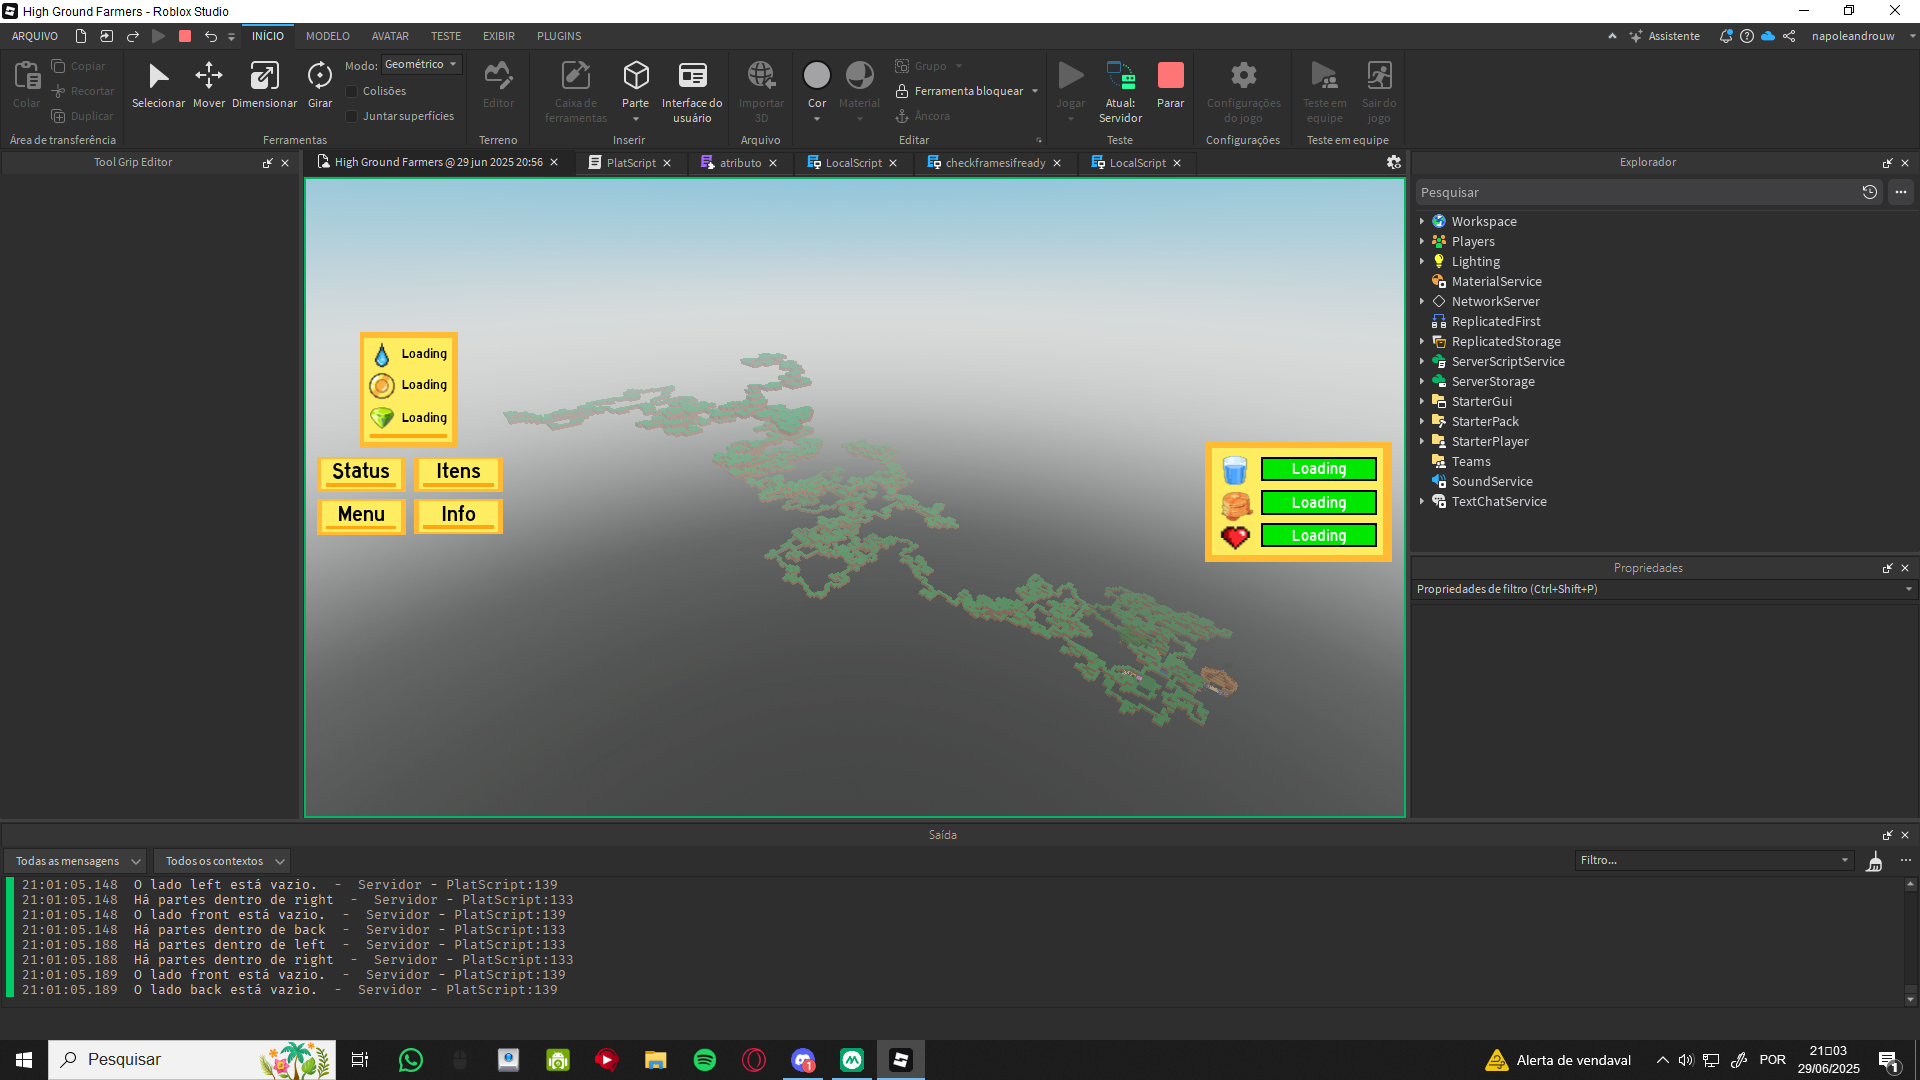 High Ground Farmers - Roblox Studio
ARQUIVO
INÍCIO
MODELO
AVATAR
TESTE
EXIBIR
PLUGINS
Assistente
napoleandrouw
Colar
Copiar
Recortar
Duplicar
Área de transferência
Selecionar
Mover
Dimensionar
Girar
Modo:
Geométrico
Colisões
Juntar superfícies
Ferramentas
Editor
Terreno
Caixa de ferramentas
Parte
Interface do usuário
Inserir
Importar 3D
Arquivo
Cor
Material
Grupo
Ferramenta bloquear
Âncora
Editar
Jogar
Atual: Servidor
Parar
Teste
Configurações do jogo
Configurações
Teste em equipe
Sair do jogo
Teste em equipe
Tool Grip Editor
High Ground Farmers @ 29 jun 2025 20:56
PlatScript
atributo
LocalScript
checkframesifready
LocalScript
Explorador
Pesquisar
Workspace
Players
Lighting
MaterialService
NetworkServer
ReplicatedFirst
ReplicatedStorage
ServerScriptService
ServerStorage
StarterGui
StarterPack
StarterPlayer
Teams
SoundService
TextChatService
Propriedades
Propriedades de filtro (Ctrl+Shift+P)
Loading
Loading
Loading
Status
Itens
Menu
Info
Loading
Loading
Loading
Saída
Todas as mensagens
Todos os contextos
Filtro...
21:01:05.148 O lado left está vazio. - Servidor - PlatScript:139
21:01:05.148 Há partes dentro de right - Servidor - PlatScript:133
21:01:05.148 O lado front está vazio. - Servidor - PlatScript:139
21:01:05.148 Há partes dentro de back - Servidor - PlatScript:133
21:01:05.188 Há partes dentro de left - Servidor - PlatScript:133
21:01:05.188 Há partes dentro de right - Servidor - PlatScript:133
21:01:05.189 O lado front está vazio. - Servidor - PlatScript:139
21:01:05.189 O lado back está vazio. - Servidor - PlatScript:139
Pesquisar
1
Alerta de vendaval
POR
21▯03
29/06/2025
1